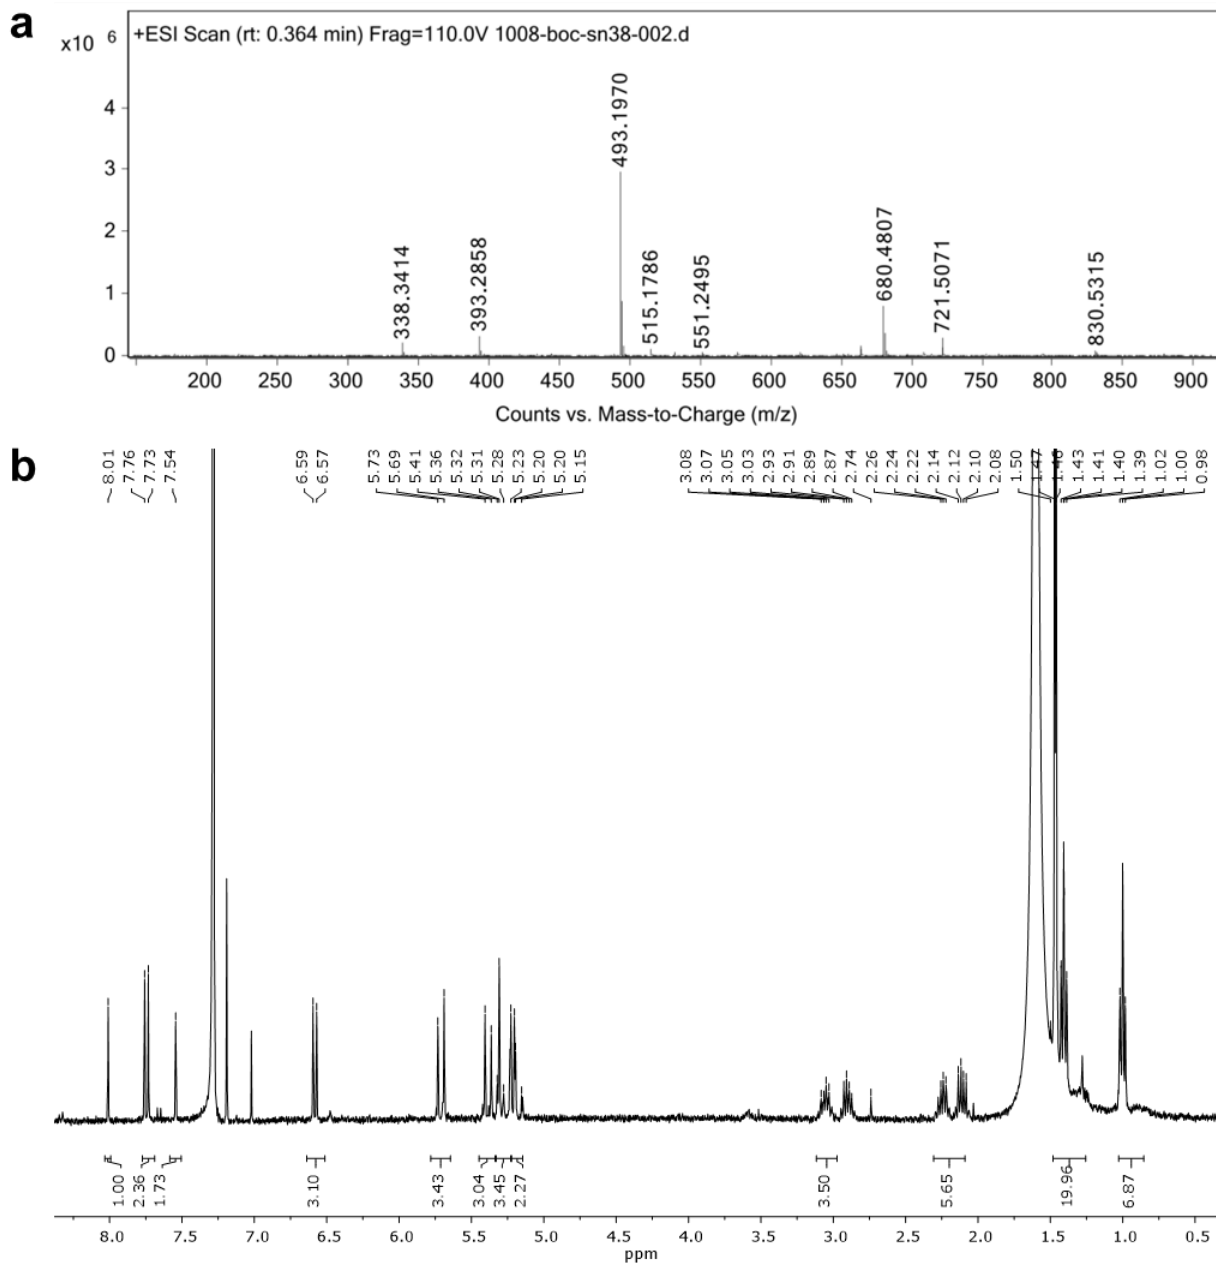 a
x10 6
+ESI Scan (rt: 0.364 min) Frag=110.0V 1008-boc-sn38-002.d
4
3
2
1
0
338.3414
393.2858
493.1970
515.1786
551.2495
680.4807
721.5071
830.5315
200 250 300 350 400 450 500 550 600 650 700 750 800 850 900
Counts vs. Mass-to-Charge (m/z)
b
8.01 7.76 7.73 7.54 6.59 6.57 5.73 5.69 5.41 5.36 5.32 5.31 5.28 5.23 5.20 5.20 5.15 3.08 3.07 3.05 3.03 2.93 2.91 2.89 2.87 2.74 2.26 2.24 2.22 2.14 2.12 2.10 2.08 1.50 1.47 1.46 1.43 1.41 1.40 1.39 1.02 1.00 0.98
1.00 2.36 1.73 3.10 3.43 3.04 3.45 2.27 3.50 5.65 19.96 6.87
8.0 7.5 7.0 6.5 6.0 5.5 5.0 4.5 4.0 3.5 3.0 2.5 2.0 1.5 1.0 0.5
ppm